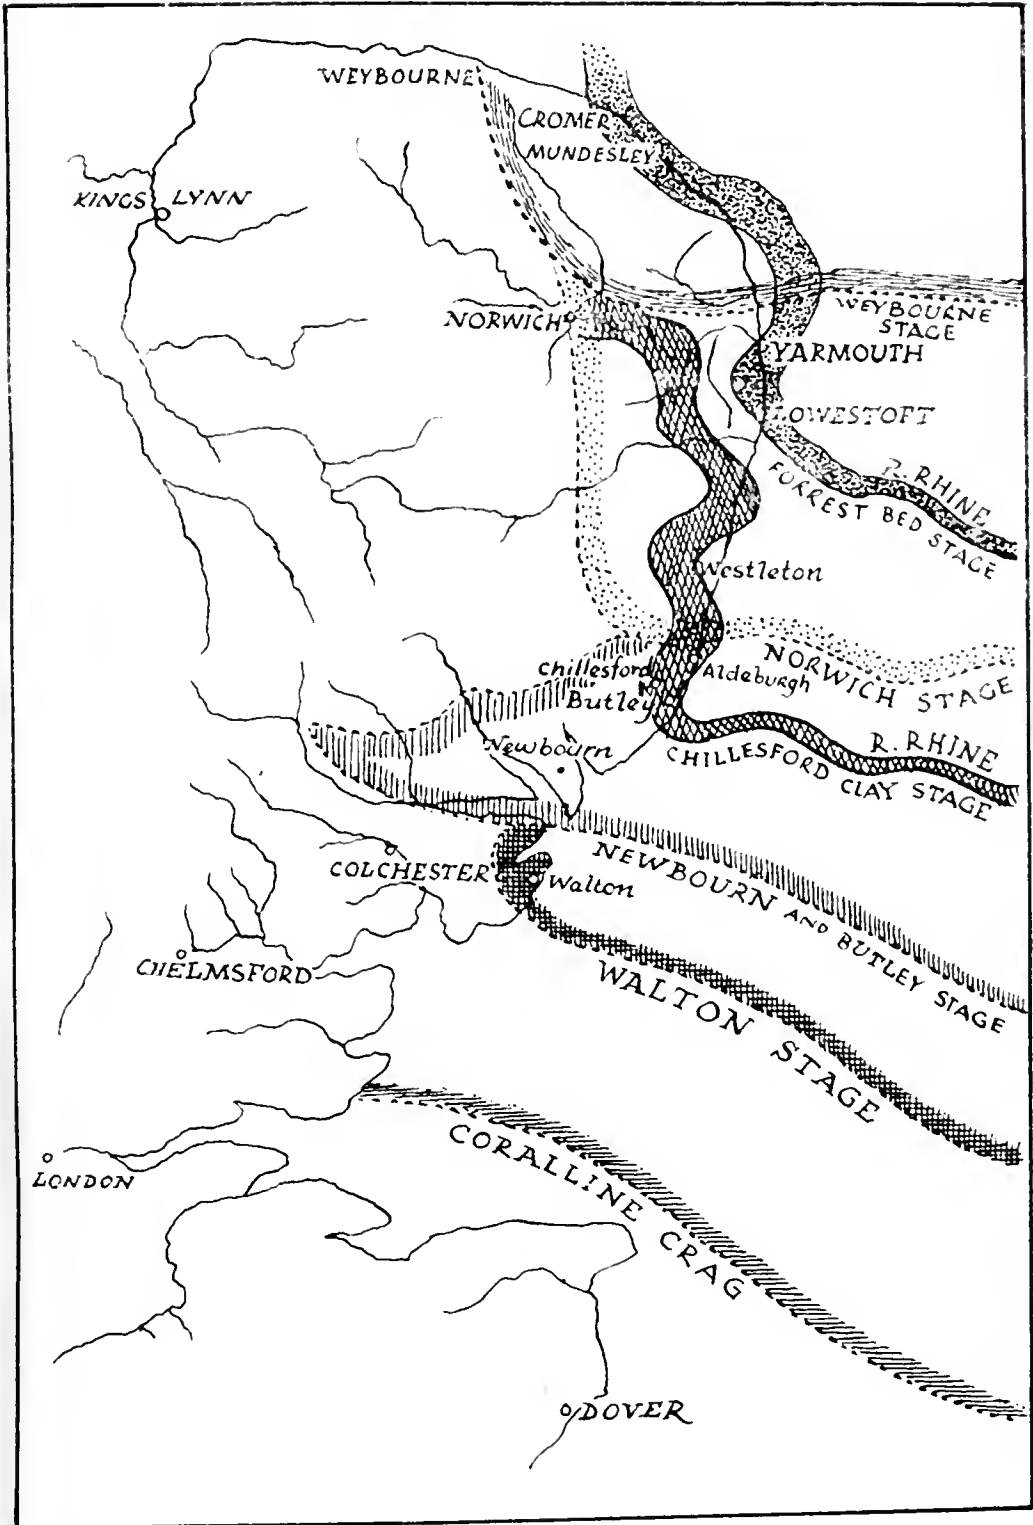 WEYBOURNE
CROMER
MUNDESLEY
KINGS LYNN
NORWICH
WEYBOURNE
STAGE
YARMOUTH
LOWESTOFT
R. RHINE
FORREST BED STAGE
Westleton
NORWICH STAGE
Chillesford
Aldeburgh
Butley
R. RHINE
CHILLESFORD CLAY STAGE
Newbourn
NEWBOURN AND BUTLEY STAGE
COLCHESTER
Walton
CHELMSFORD
WALTON STAGE
CORALLINE CRAG
LONDON
DOVER